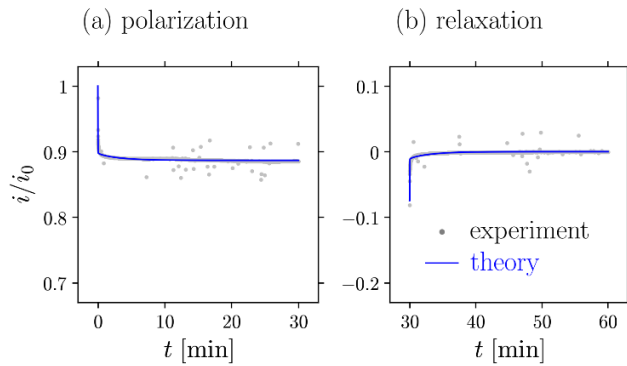 (a) polarization
(b) relaxation
1
0.9
0.8
0.7
i/i₀
0
10
20
30
t [min]
0.1
0
−0.1
−0.2
experiment
theory
30
40
50
60
t [min]